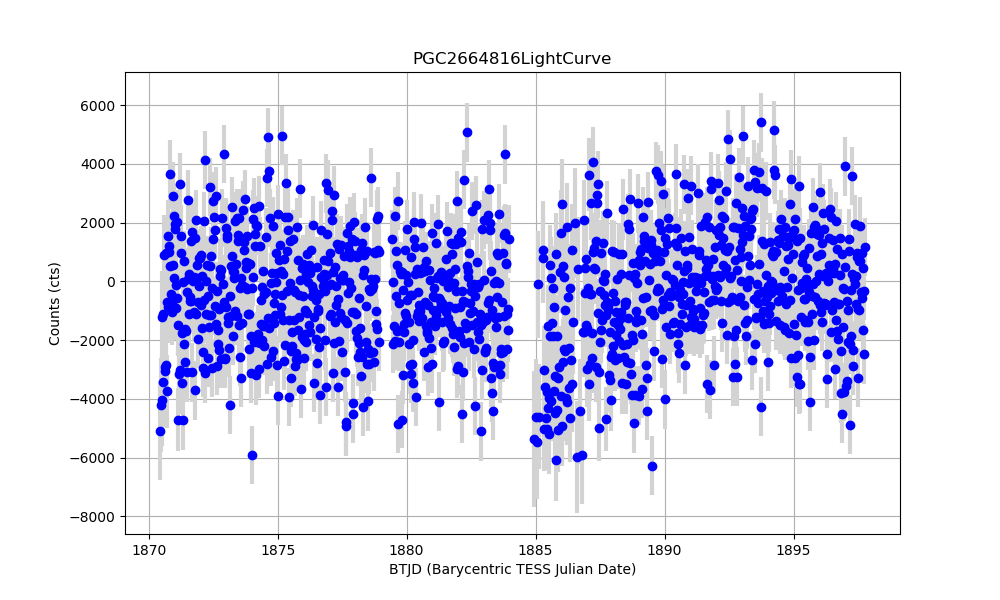 PGC2664816LightCurve
6000
4000
2000
0
−2000
−4000
−6000
−8000
Counts (cts)
1870 1875 1880 1885 1890 1895
BTJD (Barycentric TESS Julian Date)